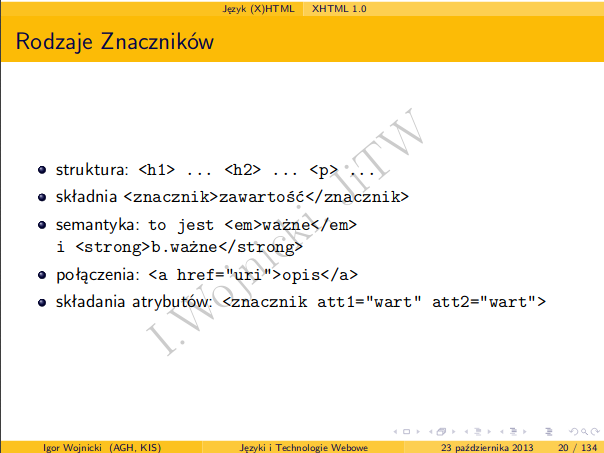 Język (X)HTML XHTML 1.0
Rodzaje Znaczników
struktura: <h1> ... <h2> ... <p> ...
składnia <znacznik>zawartość</znacznik>
semantyka: to jest <em>ważne</em>
i <strong>b.ważne</strong>
połączenia: <a href="uri">opis</a>
składania atrybutów: <znacznik att1="wart" att2="wart">
I.Wojnicki, JiTW
Igor Wojnicki (AGH, KIS) Języki i Technologie Webowe 23 października 2013 20 / 134